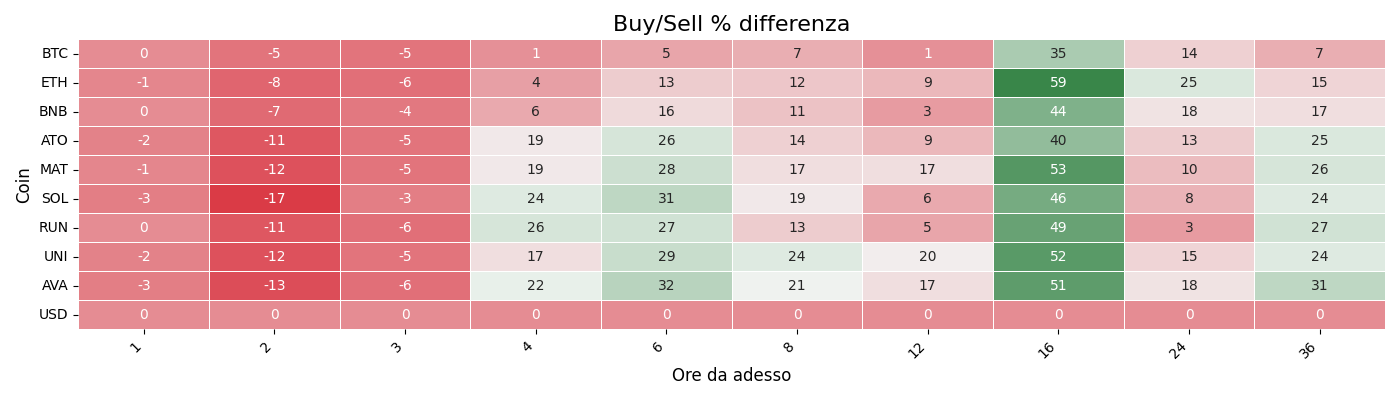 Buy/Sell % differenza
Coin
BTC 0 -5 -5 1 5 7 1 35 14 7
ETH -1 -8 -6 4 13 12 9 59 25 15
BNB 0 -7 -4 6 16 11 3 44 18 17
ATO -2 -11 -5 19 26 14 9 40 13 25
MAT -1 -12 -5 19 28 17 17 53 10 26
SOL -3 -17 -3 24 31 19 6 46 8 24
RUN 0 -11 -6 26 27 13 5 49 3 27
UNI -2 -12 -5 17 29 24 20 52 15 24
AVA -3 -13 -6 22 32 21 17 51 18 31
USD 0 0 0 0 0 0 0 0 0 0
1 2 3 4 6 8 12 16 24 36
Ore da adesso